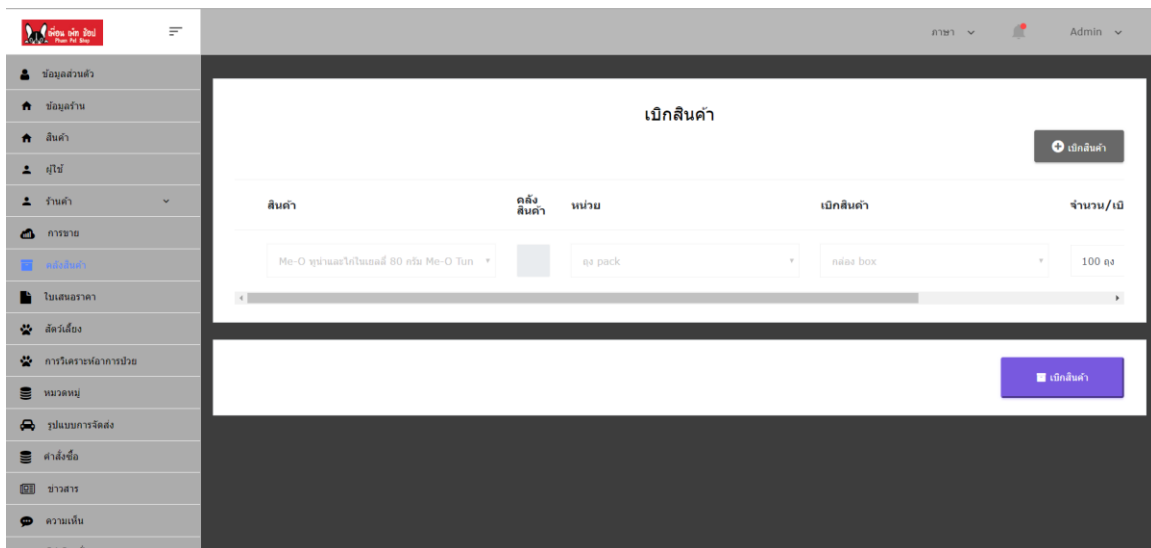 เพื่อน เพ็ท ช็อป
Phuen Pet Shop
ภาษา
Admin
ข้อมูลส่วนตัว
ข้อมูลร้าน
สินค้า
ผู้ใช้
ร้านค้า
การขาย
คลังสินค้า
ใบเสนอราคา
สัตว์เลี้ยง
การวิเคราะห์อาการป่วย
หมวดหมู่
รูปแบบการจัดส่ง
คำสั่งซื้อ
ข่าวสาร
ความเห็น
เบิกสินค้า
เบิกสินค้า
สินค้า
คลัง
สินค้า
หน่วย
เบิกสินค้า
จำนวน/เบิ
Me-O ทูน่าและไก่ในเยลลี่ 80 กรัม Me-O Tun
ถุง pack
กล่อง box
100 ถุง
เบิกสินค้า